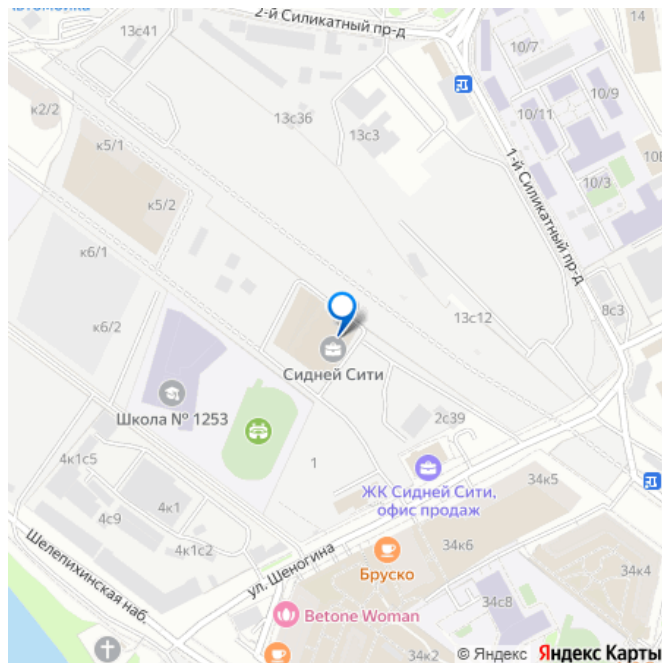 Автомойка
2-й Силикатный пр-д
13с41
14
10/7
к2/2
10/9
13с36
10/11
13с3
к5/1
10/3
1-й Силикатный пр-д
к5/2
к6/1
8с3
13с12
к6/2
Сидней Сити
Школа № 1253
2с39
4к1с5
1
ЖК Сидней Сити,
офис продаж
34к5
4к1
4с9
4к1с2
34к6
Шелепихинская наб.
ул. Шеногина
Бруско
34к4
34с8
Betone Woman
34к2
© Яндекс Яндекс Карты